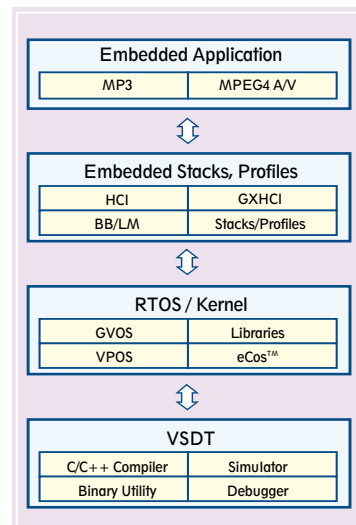 Embedded Application
MP3 MPEG4 A/V
Embedded Stacks, Profiles
HCI GXHCI
BB/LM Stacks/Profiles
RTOS / Kernel
GVOS Libraries
VPOS eCos™
VSDT
C/C++ Compiler Simulator
Binary Utility Debugger